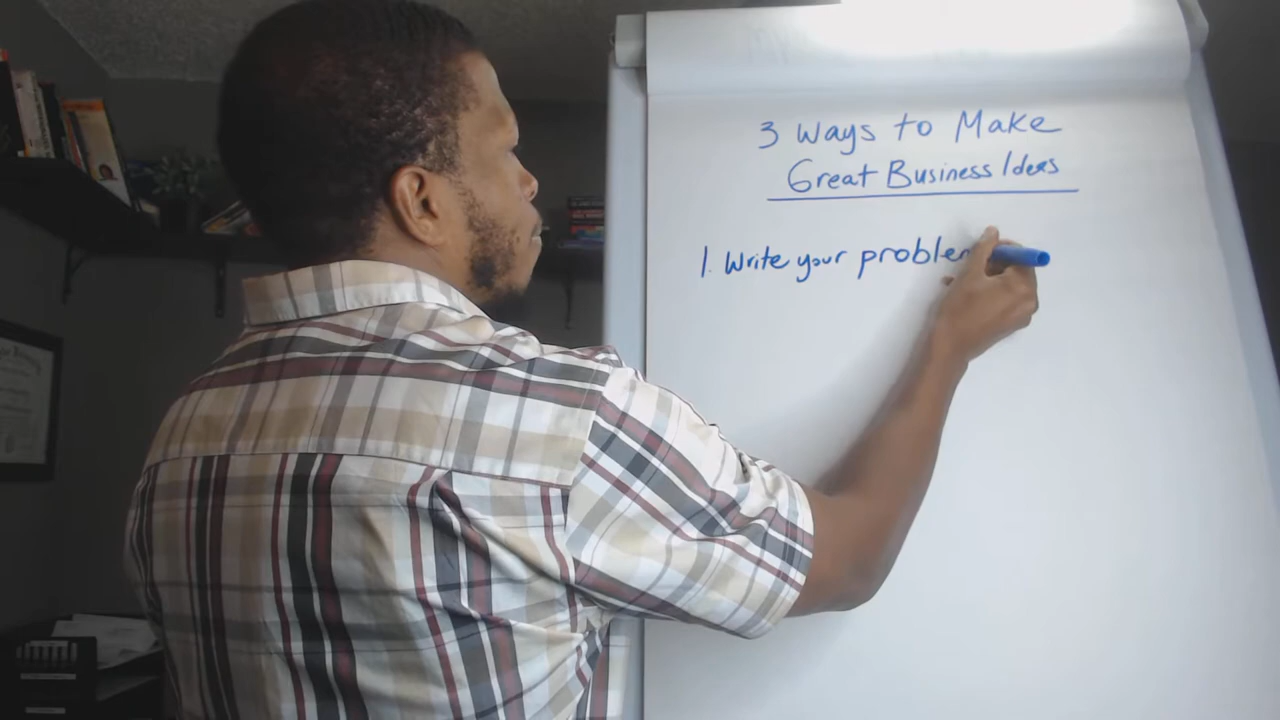 3 Ways to Make
Great Business Ideas
1. Write your problem